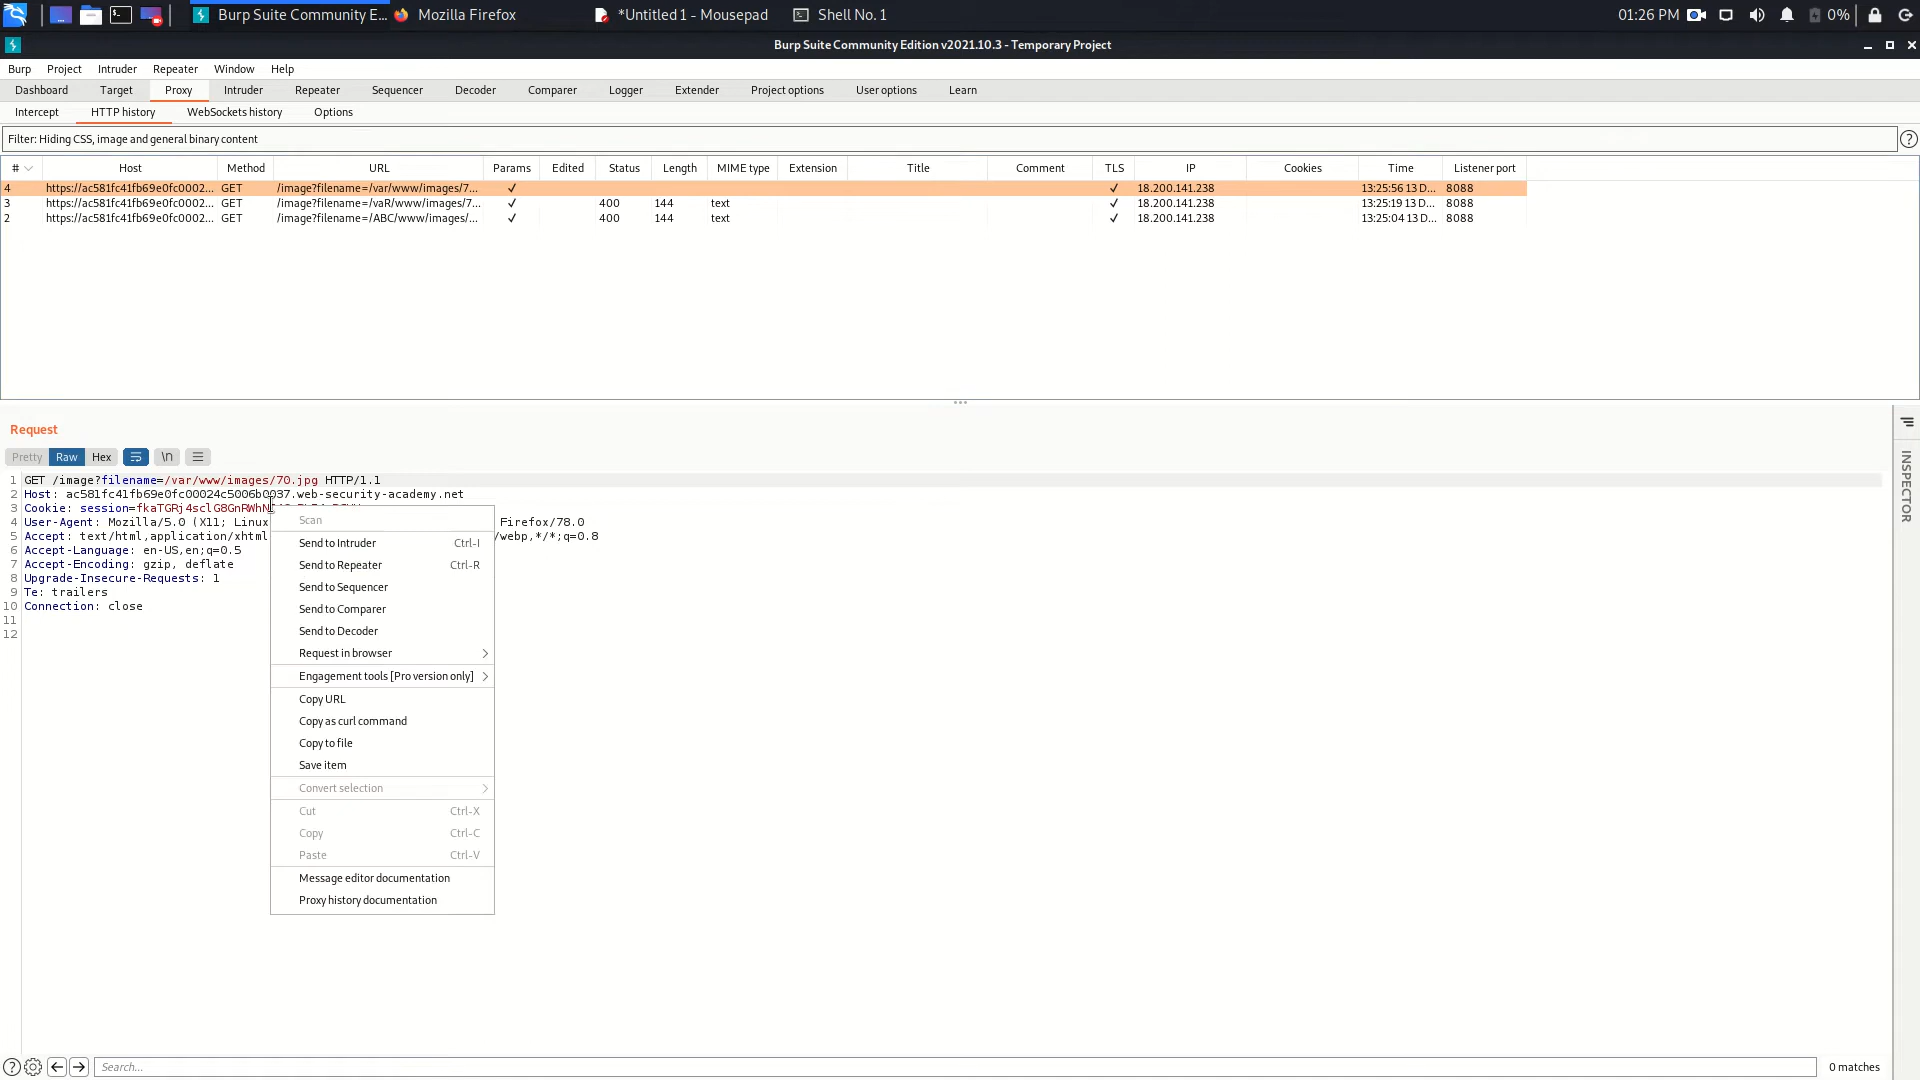 Burp Suite Community E... Mozilla Firefox *Untitled 1 - Mousepad Shell No. 1 01:26 PM 0%
Burp Suite Community Edition v2021.10.3 - Temporary Project
Burp Project Intruder Repeater Window Help
Dashboard Target Proxy Intruder Repeater Sequencer Decoder Comparer Logger Extender Project options User options Learn
Intercept HTTP history WebSockets history Options
Filter: Hiding CSS, image and general binary content ?
# Host Method URL Params Edited Status Length MIME type Extension Title Comment TLS IP Cookies Time Listener port
4 https://ac581fc41fb69e0fc0002... GET /image?filename=/var/www/images/7... ✓ ✓ 18.200.141.238 13:25:56 13 D... 8088
3 https://ac581fc41fb69e0fc0002... GET /image?filename=/vaR/www/images/7... ✓ 400 144 text ✓ 18.200.141.238 13:25:19 13 D... 8088
2 https://ac581fc41fb69e0fc0002... GET /image?filename=/ABC/www/images/... ✓ 400 144 text ✓ 18.200.141.238 13:25:04 13 D... 8088
Request
Pretty Raw Hex \n
INSPECTOR
1 GET /image?filename=/var/www/images/70.jpg HTTP/1.1
2 Host: ac581fc41fb69e0fc00024c5006b0037.web-security-academy.net
3 Cookie: session=fkaTGRj4sclG8GnRWhN
4 User-Agent: Mozilla/5.0 (X11; Linux Firefox/78.0
5 Accept: text/html,application/xhtml /webp,*/*;q=0.8
6 Accept-Language: en-US,en;q=0.5
7 Accept-Encoding: gzip, deflate
8 Upgrade-Insecure-Requests: 1
9 Te: trailers
10 Connection: close
11
12
Scan
Send to Intruder Ctrl-I
Send to Repeater Ctrl-R
Send to Sequencer
Send to Comparer
Send to Decoder
Request in browser
Engagement tools [Pro version only]
Copy URL
Copy as curl command
Copy to file
Save item
Convert selection
Cut Ctrl-X
Copy Ctrl-C
Paste Ctrl-V
Message editor documentation
Proxy history documentation
? Search... 0 matches